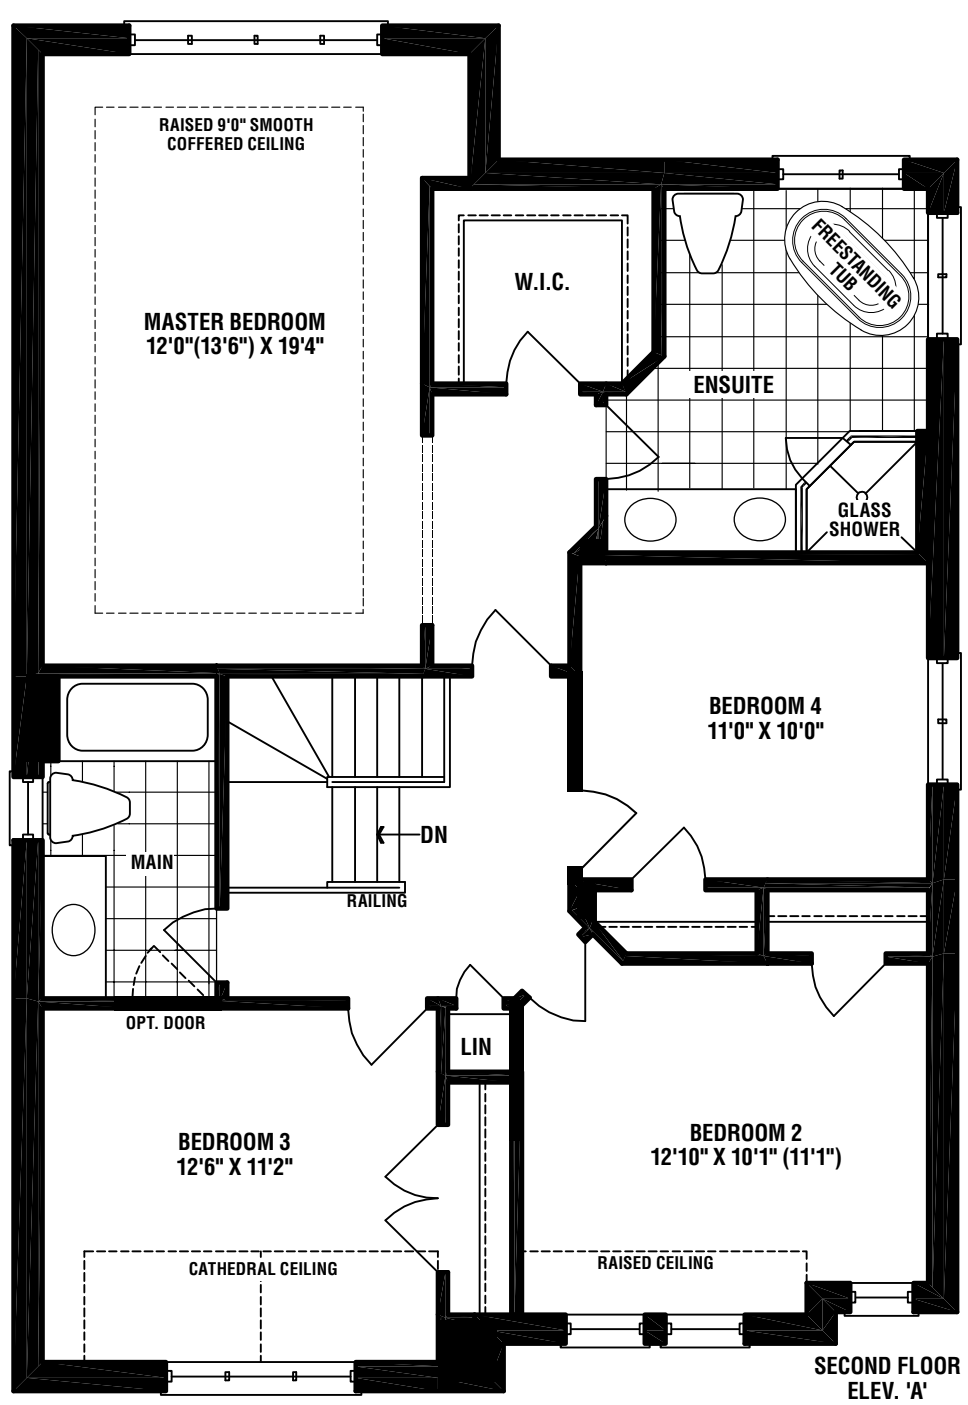 RAISED 9'0" SMOOTH
COFFERED CEILING
MASTER BEDROOM
12'0"(13'6") X 19'4"
W.I.C.
FREESTANDING
TUB
ENSUITE
GLASS
SHOWER
BEDROOM 4
11'0" X 10'0"
DN
MAIN
RAILING
OPT. DOOR
LIN
BEDROOM 3
12'6" X 11'2"
BEDROOM 2
12'10" X 10'1" (11'1")
CATHEDRAL CEILING
RAISED CEILING
SECOND FLOOR
ELEV. 'A'